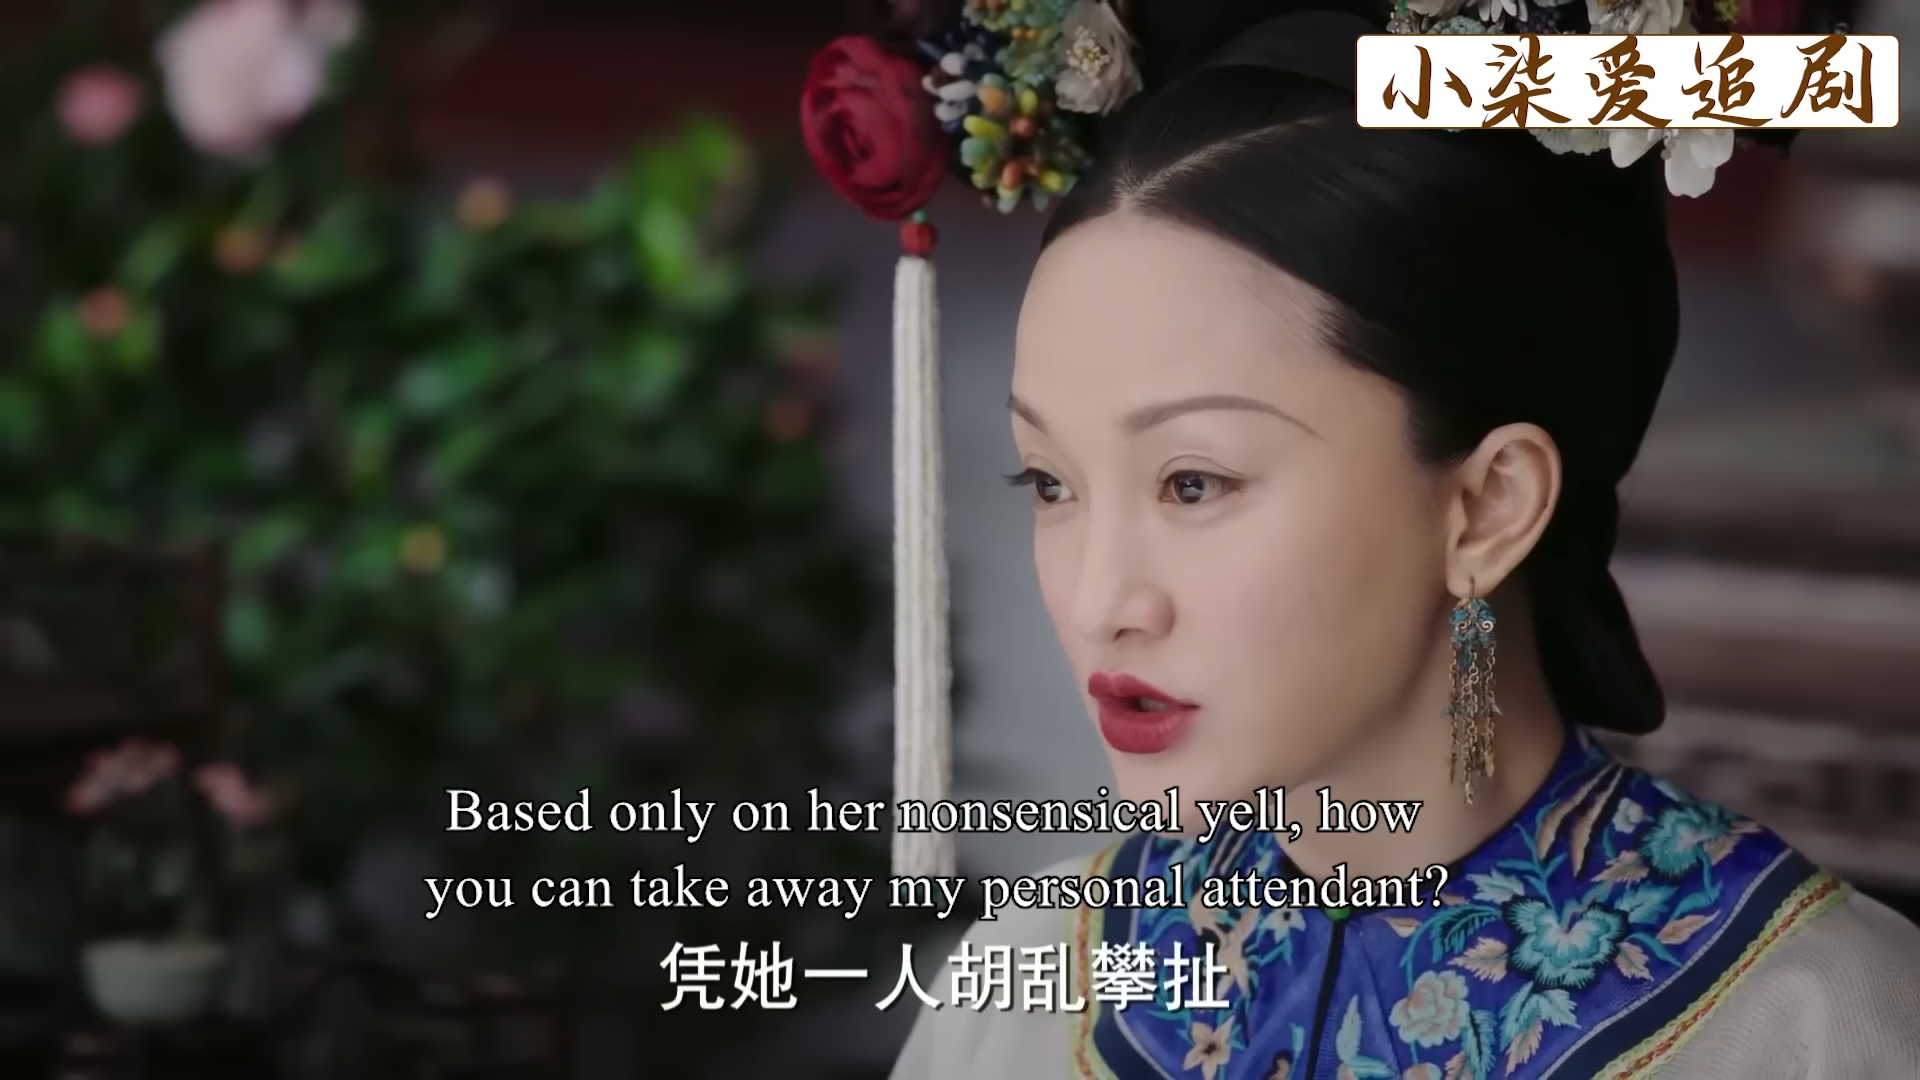 小柒爱追剧
Based only on her nonsensical yell, how
you can take away my personal attendant?
凭她一人胡乱攀扯